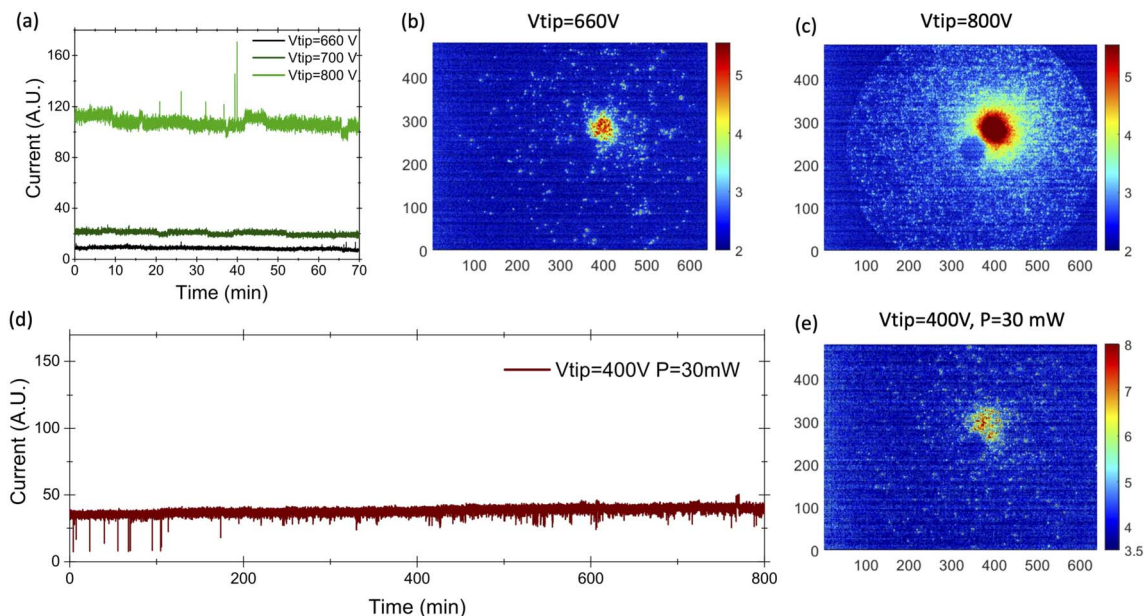 (a)
Vtip=660 V
Vtip=700 V
Vtip=800 V
160
120
80
40
0
Current (A.U.)
0 10 20 30 40 50 60 70
Time (min)
(b)
Vtip=660V
400
300
200
100
0
100 200 300 400 500 600
5
4
3
2
(c)
Vtip=800V
400
300
200
100
0
100 200 300 400 500 600
5
4
3
2
(d)
Vtip=400V P=30mW
150
100
50
0
Current (A.U.)
0 200 400 600 800
Time (min)
(e)
Vtip=400V, P=30 mW
400
300
200
100
0
100 200 300 400 500 600
8
7
6
5
4
3.5